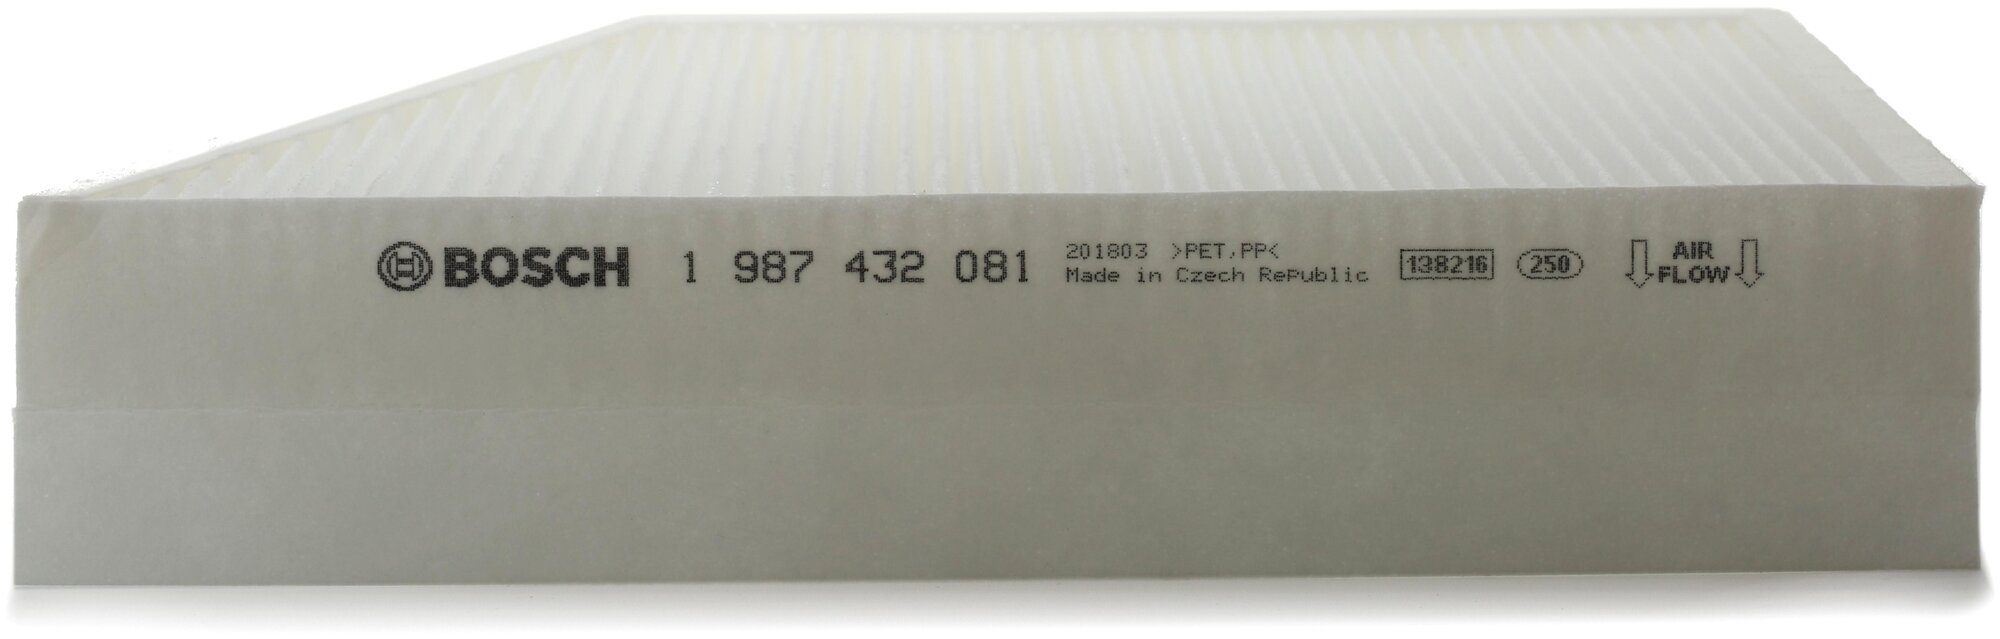 BOSCH 1 987 432 081
201803 >PET,PP<
Made in Czech Republic
138216
250
AIR
FLOW